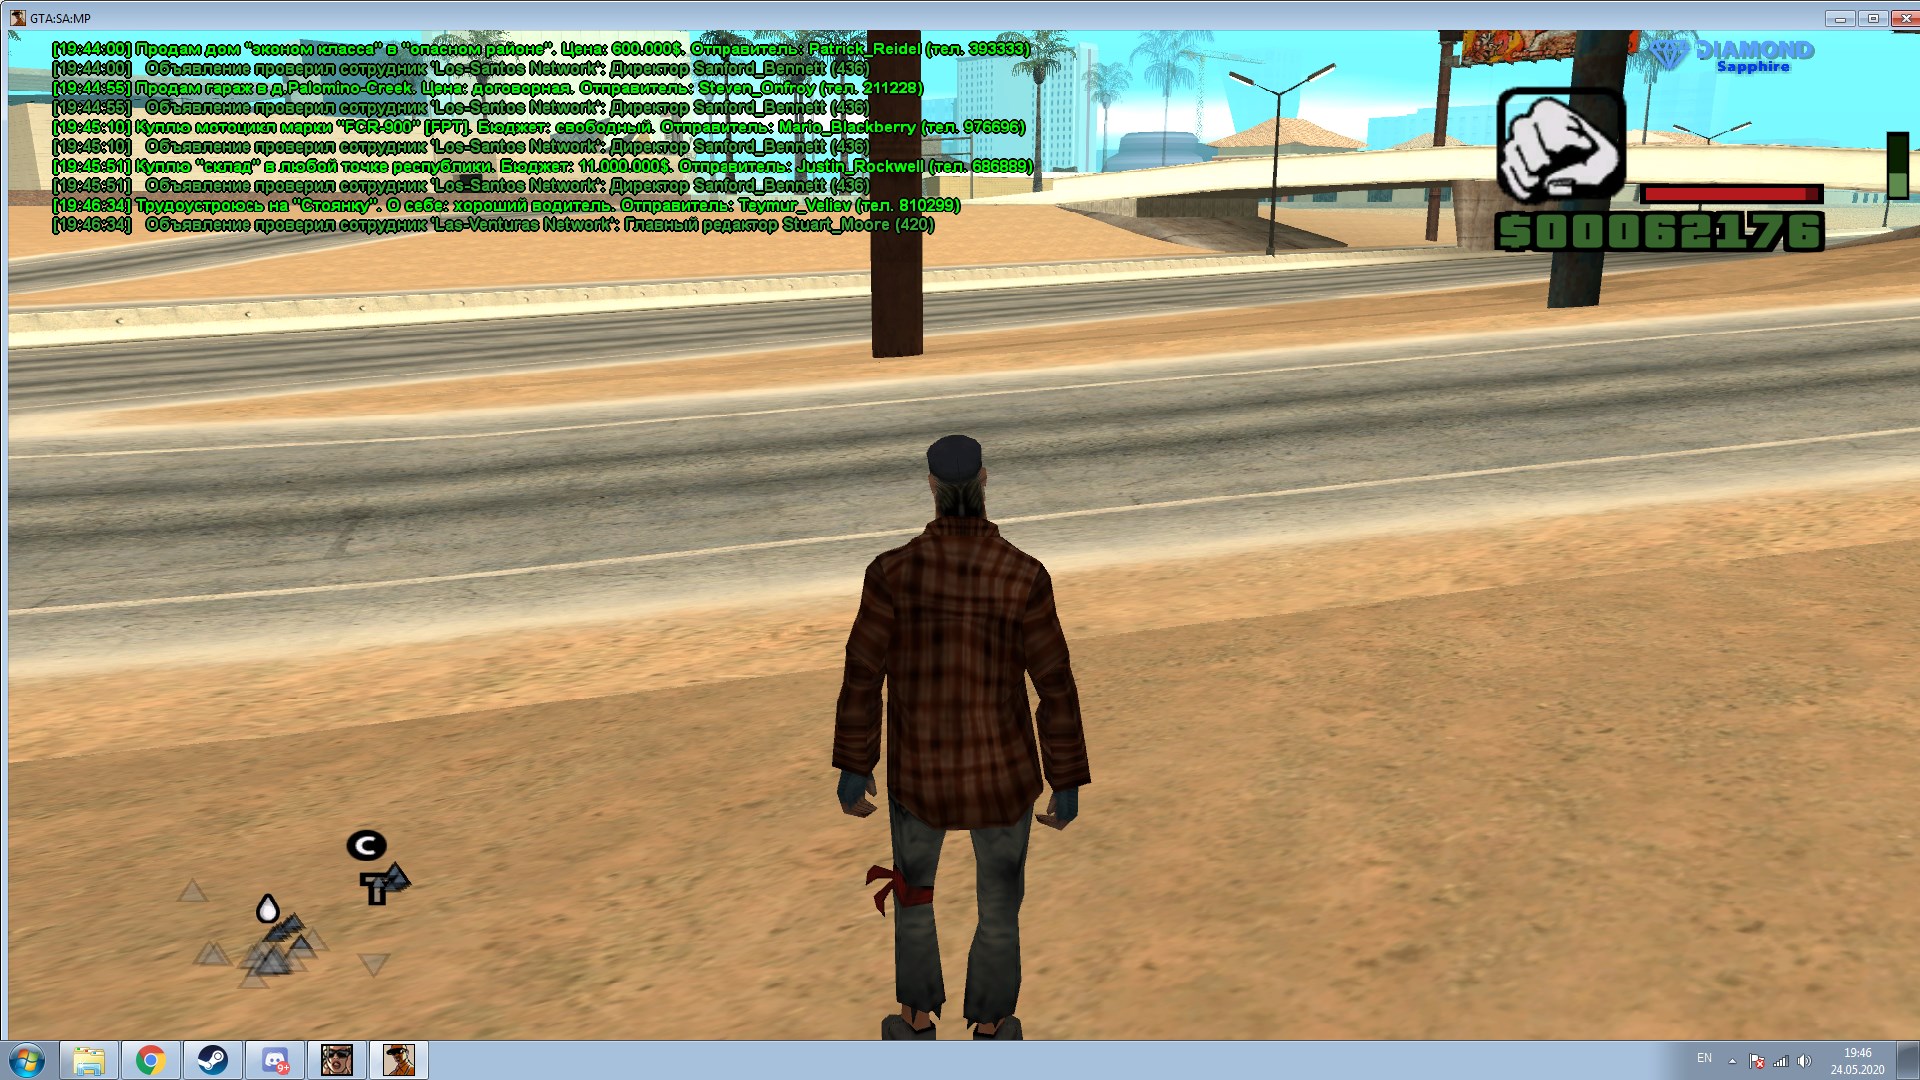 GTA:SA:MP
[19:44:00] Продам дом "эконом класса" в "опасном районе". Цена: 600.000$. Отправитель: Patrick_Reidel (тел. 393333)
[19:44:00] Объявление проверил сотрудник 'Los-Santos Network': Директор Sanford_Bennett (436)
[19:44:55] Продам гараж в д.Palomino-Creek. Цена: договорная. Отправитель: Steven_Onfroy (тел. 211228)
[19:44:55] Объявление проверил сотрудник 'Los-Santos Network': Директор Sanford_Bennett (436)
[19:45:10] Куплю мотоцикл марки "FCR-900" [FPT]. Бюджет: свободный. Отправитель: Mario_Blackberry (тел. 976696)
[19:45:10] Объявление проверил сотрудник 'Los-Santos Network': Директор Sanford_Bennett (436)
[19:45:51] Куплю "склад" в любой точке республики. Бюджет: 11.000.000$. Отправитель: Justin_Rockwell (тел. 686889)
[19:45:51] Объявление проверил сотрудник 'Los-Santos Network': Директор Sanford_Bennett (436)
[19:46:34] Трудоустроюсь на "Стоянку". О себе: хороший водитель. Отправитель: Teymur_Veliev (тел. 810299)
[19:46:34] Объявление проверил сотрудник 'Las-Venturas Network': Главный редактор Stuart_Moore (420)
DIAMOND
Sapphire
$00062176
C
T
9+
EN
19:46
24.05.2020